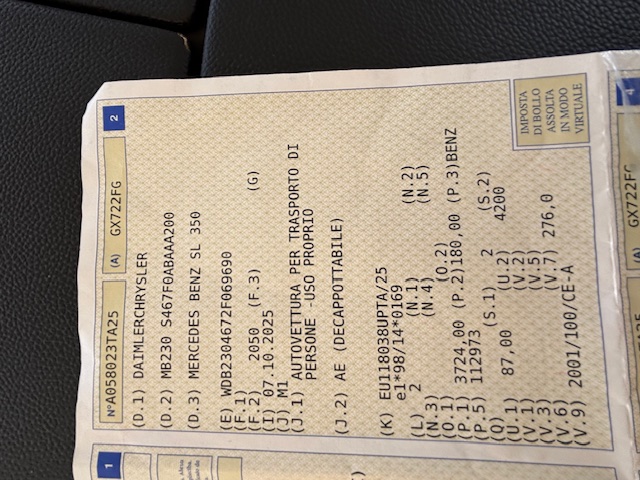 2
N°A058023TA25
(A) GX722FG
(D.1) DAIMLERCHRYSLER
(D.2) MB230 S467F0ABAAA200
(D.3) MERCEDES BENZ SL 350
(E) WDB2304672F069690
(F.1)
(F.2) 2050 (F.3) (G)
(I) 07.10.2025
(J) M1
(J.1) AUTOVETTURA PER TRASPORTO DI
PERSONE -USO PROPRIO
(J.2) AE (DECAPPOTTABILE)
(K) EU118038UPTA/25
e1*98/14*0169
(L) 2 (N.1) (N.2)
(N.3) (N.4) (N.5)
(O.1) (O.2)
(P.1) 3724,00 (P.2)180,00 (P.3)BENZ
(P.5) 112973
(Q) (S.1) 2 (S.2)
(U.1) 87,00 (U.2) 4200
(V.1) (V.2)
(V.3) (V.5)
(V.6) (V.7) 276,0
(V.9) 2001/100/CE-A
IMPOSTA
DI BOLLO
ASSOLTA
IN MODO
VIRTUALE
1
4
(A) GX722FG